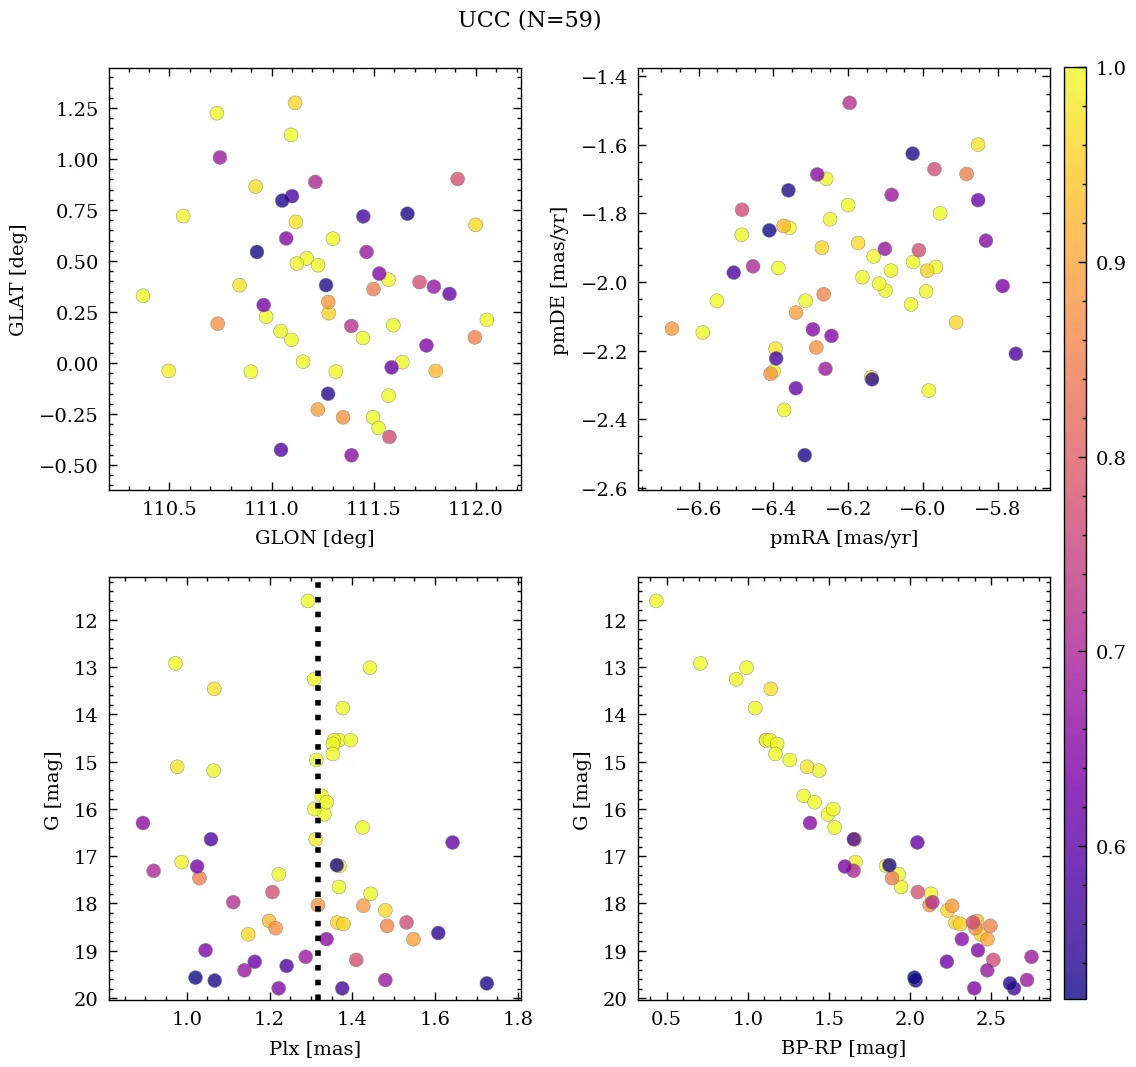 UCC (N=59)
1.25
1.00
0.75
0.50
0.25
0.00
−0.25
−0.50
GLAT [deg]
110.5 111.0 111.5 112.0
GLON [deg]
−1.4
−1.6
−1.8
−2.0
−2.2
−2.4
−2.6
pmDE [mas/yr]
−6.6 −6.4 −6.2 −6.0 −5.8
pmRA [mas/yr]
1.0
0.9
0.8
0.7
0.6
12
13
14
15
16
17
18
19
20
G [mag]
1.0 1.2 1.4 1.6 1.8
Plx [mas]
12
13
14
15
16
17
18
19
20
G [mag]
0.5 1.0 1.5 2.0 2.5
BP-RP [mag]